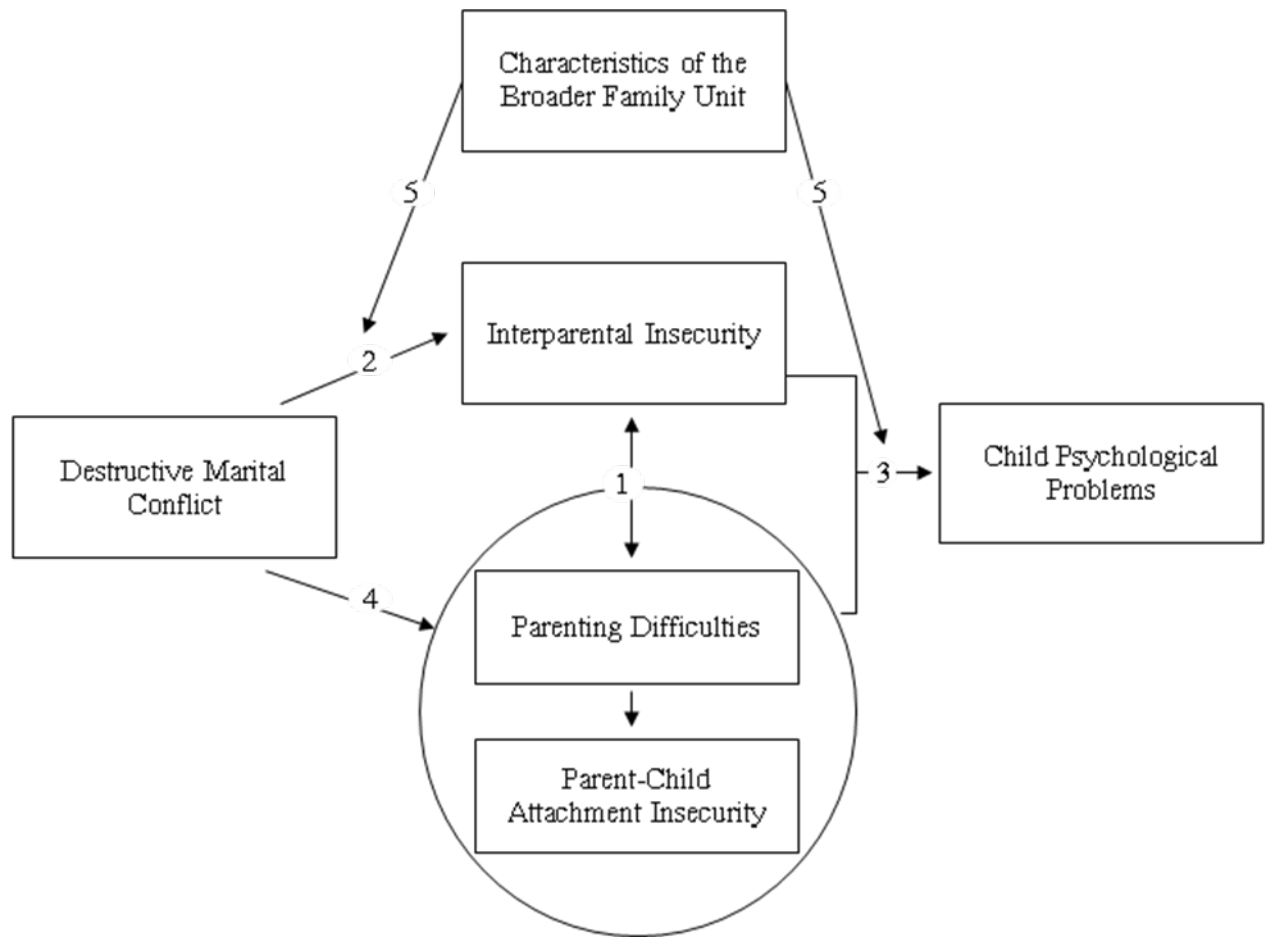 Characteristics of the
Broader Family Unit
5
5
Interparental Insecurity
2
Destructive Marital
Conflict
1
3
Child Psychological
Problems
4
Parenting Difficulties
Parent-Child
Attachment Insecurity